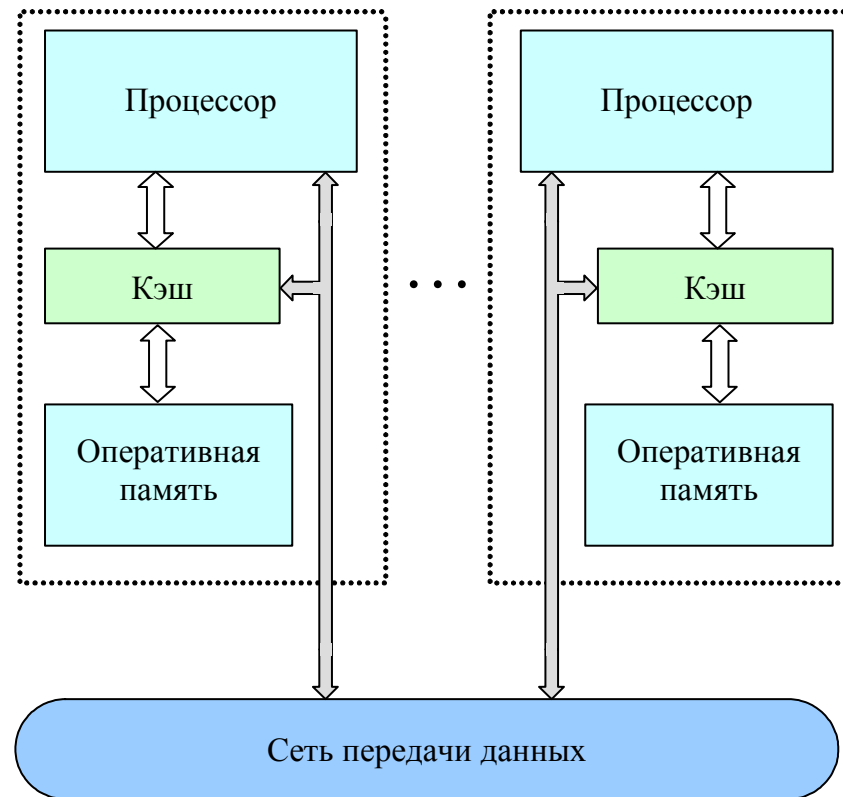 Процессор
Процессор
Кэш
. . .
Кэш
Оперативная
память
Оперативная
память
Сеть передачи данных